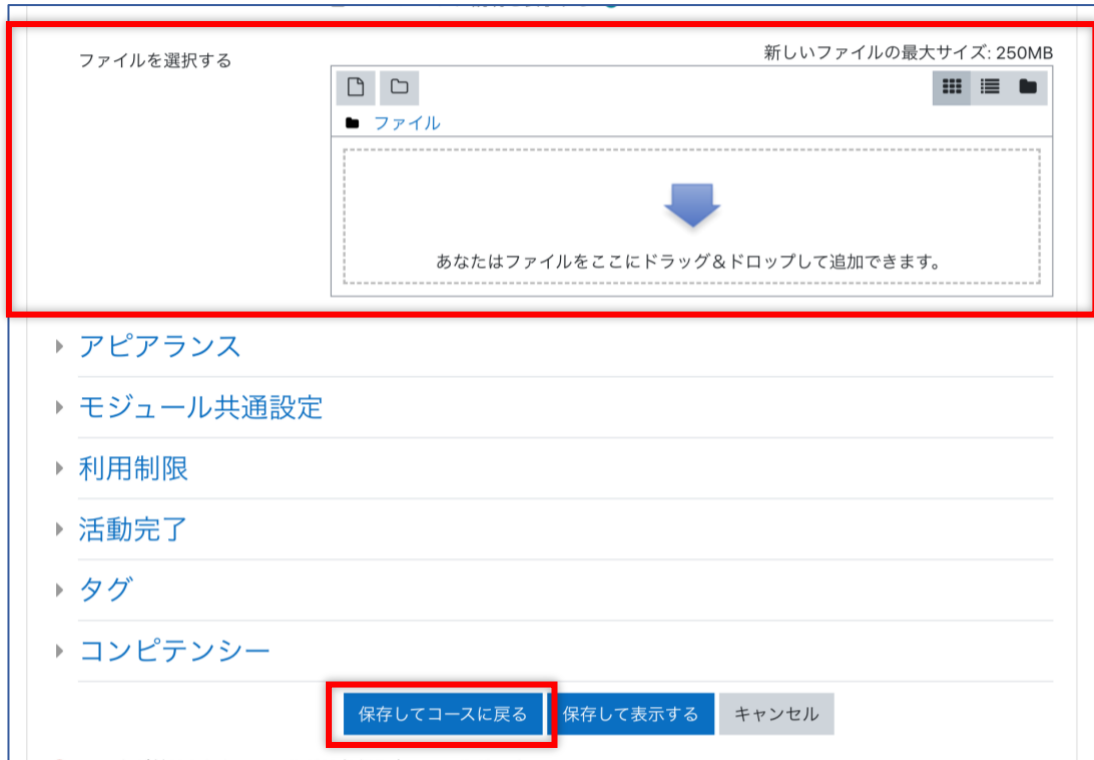 ファイルを選択する
新しいファイルの最大サイズ: 250MB
ファイル
あなたはファイルをここにドラッグ＆ドロップして追加できます。
アピアランス
モジュール共通設定
利用制限
活動完了
タグ
コンピテンシー
保存してコースに戻る
保存して表示する
キャンセル